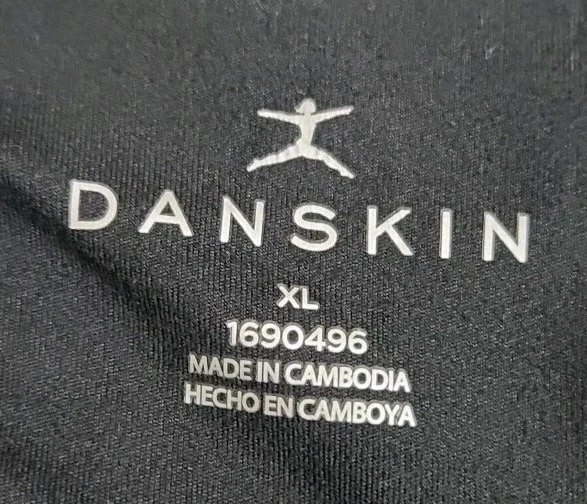 DANSKIN
XL
1690496
MADE IN CAMBODIA
HECHO EN CAMBOYA